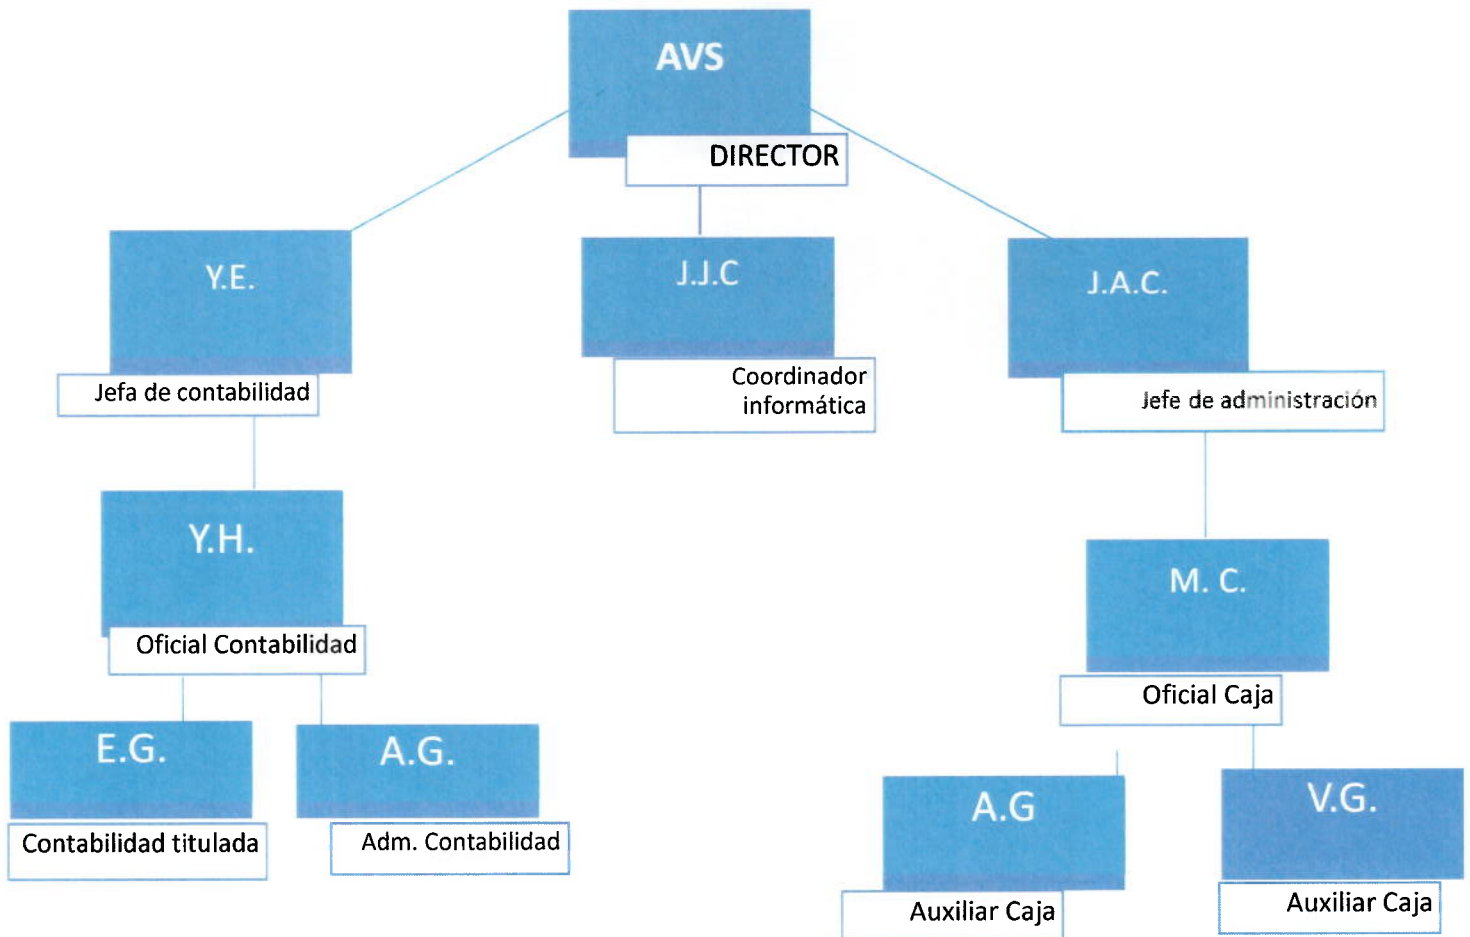 AVS
DIRECTOR
Y.E.
Jefa de contabilidad
J.J.C
Coordinador
informática
J.A.C.
Jefe de administración
Y.H.
Oficial Contabilidad
M. C.
Oficial Caja
E.G.
Contabilidad titulada
A.G.
Adm. Contabilidad
A.G
Auxiliar Caja
V.G.
Auxiliar Caja